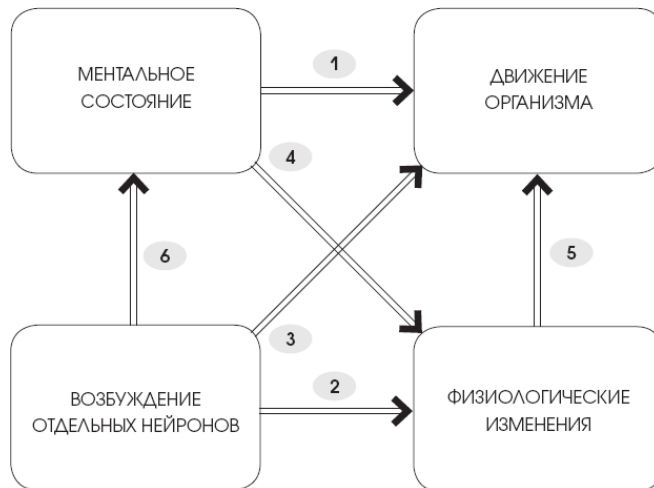 МЕНТАЛЬНОЕ
СОСТОЯНИЕ
1
ДВИЖЕНИЕ
ОРГАНИЗМА
4
6
5
3
ВОЗБУЖДЕНИЕ
ОТДЕЛЬНЫХ НЕЙРОНОВ
2
ФИЗИОЛОГИЧЕСКИЕ
ИЗМЕНЕНИЯ